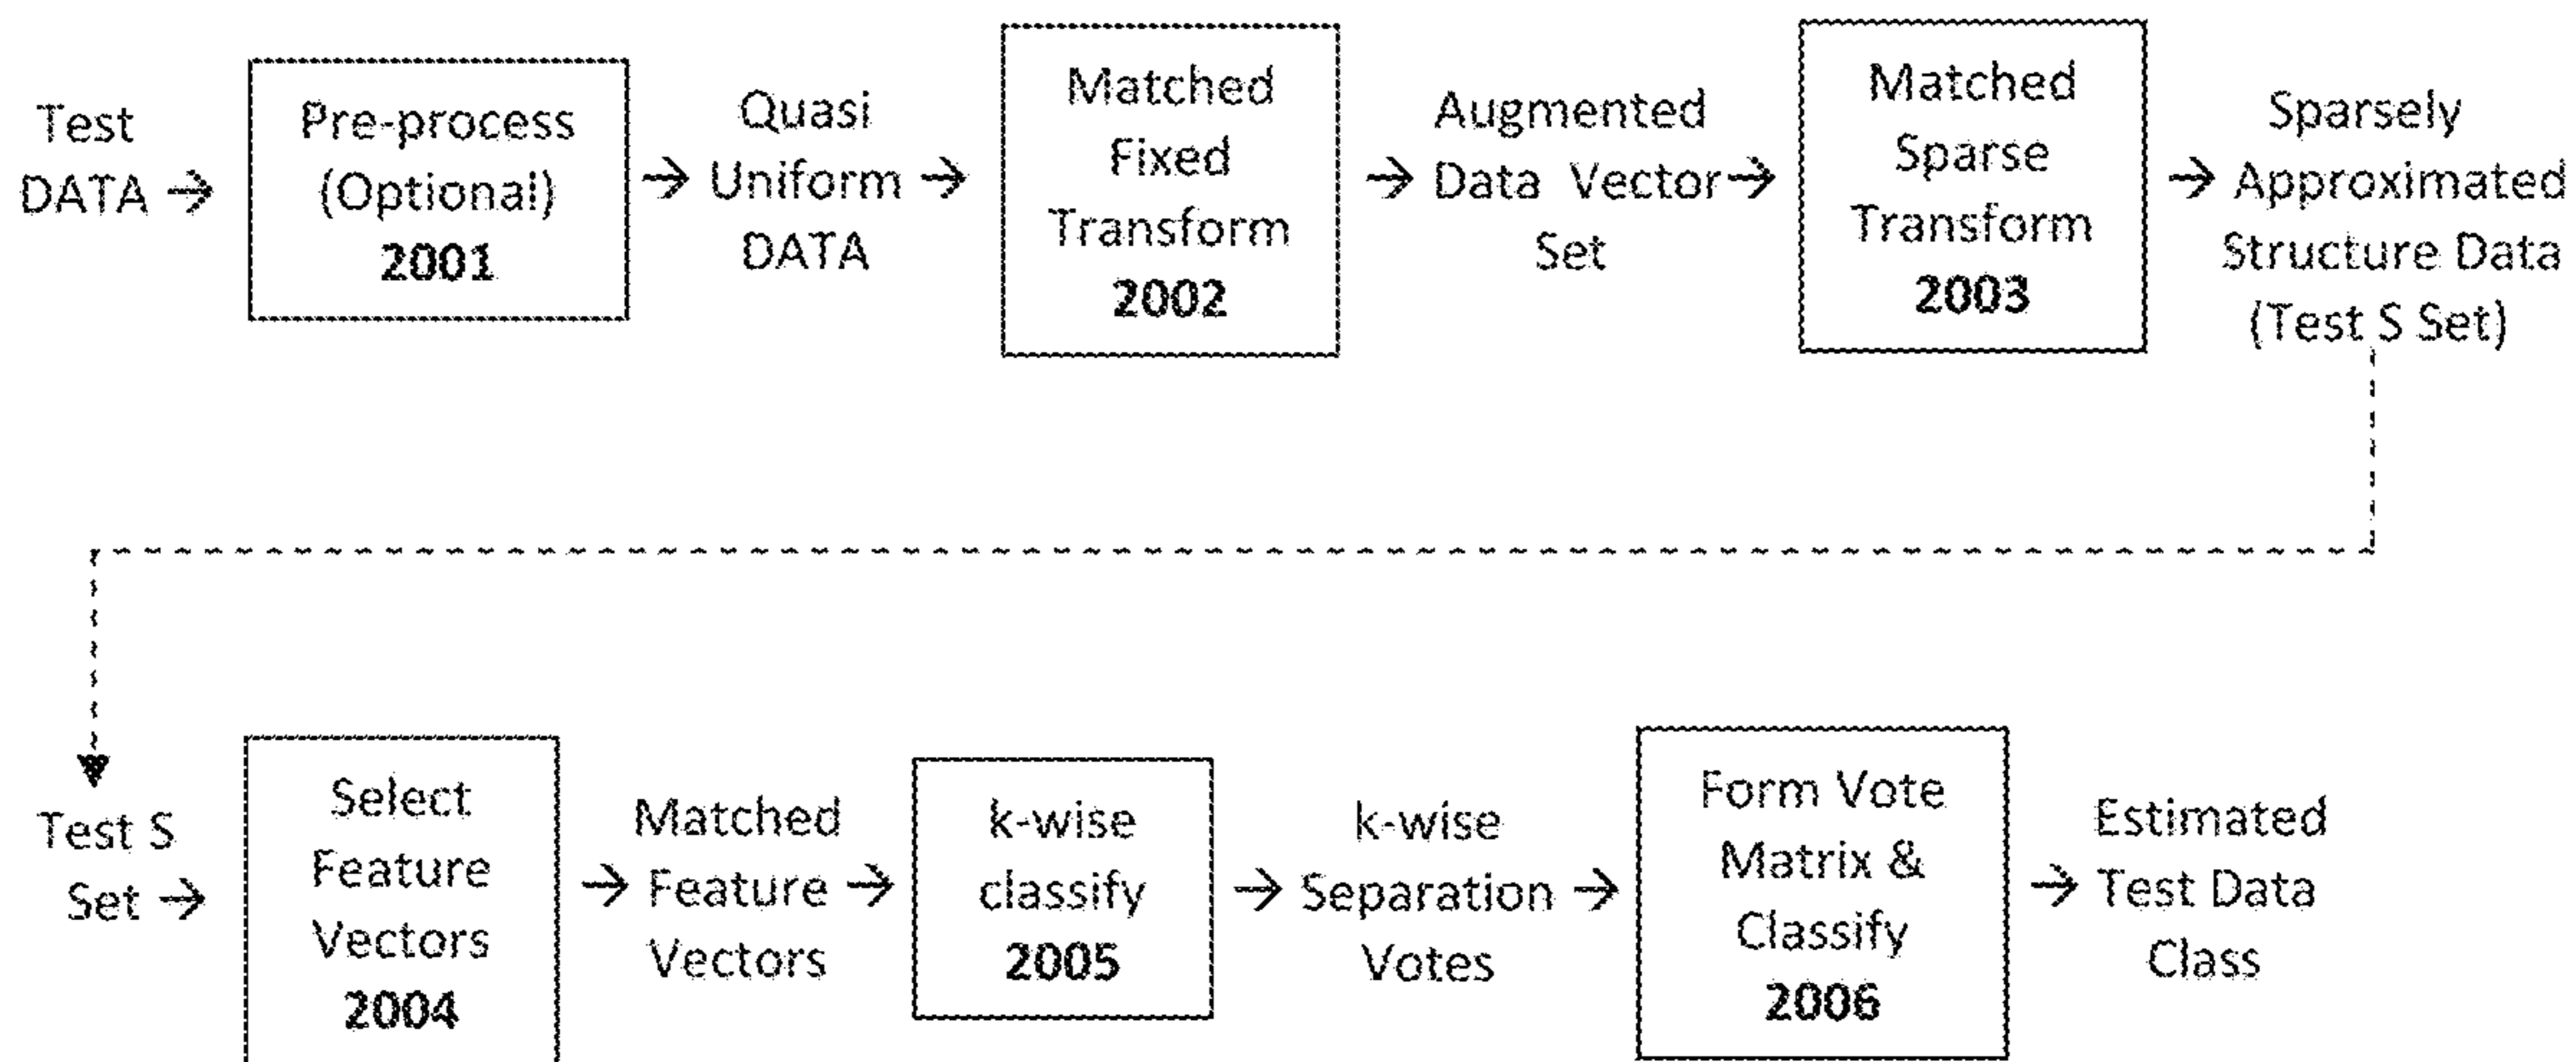 Test
DATA →
Pre-process
(Optional)
2001
→ Quasi
Uniform →
DATA
Matched
Fixed
Transform
2002
Augmented
→ Data Vector→
Set
Matched
Sparse
Transform
2003
Sparsely
→ Approximated
Structure Data
(Test S Set)
Test S
Set →
Select
Feature
Vectors
2004
Matched
→ Feature →
Vectors
k-wise
classify
2005
k-wise
→ Separation →
Votes
Form Vote
Matrix &
Classify
2006
Estimated
→ Test Data
Class